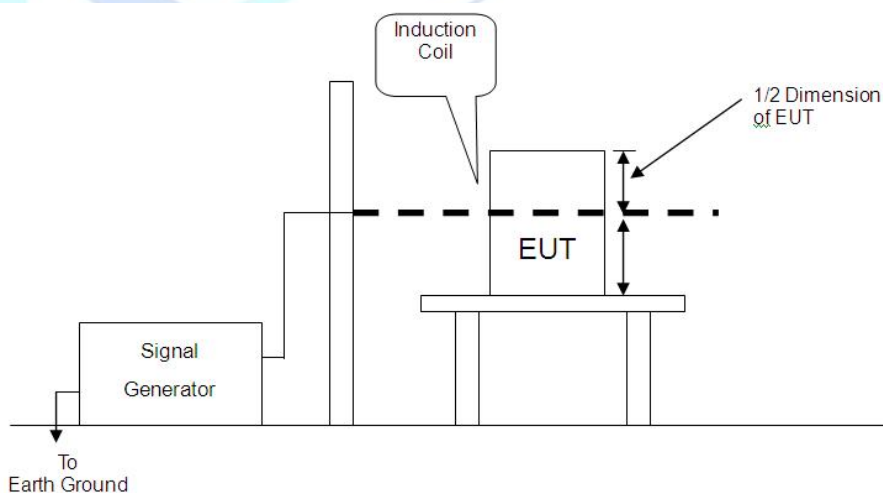 Induction
Coil
1/2 Dimension
of EUT
EUT
Signal
Generator
To
Earth Ground